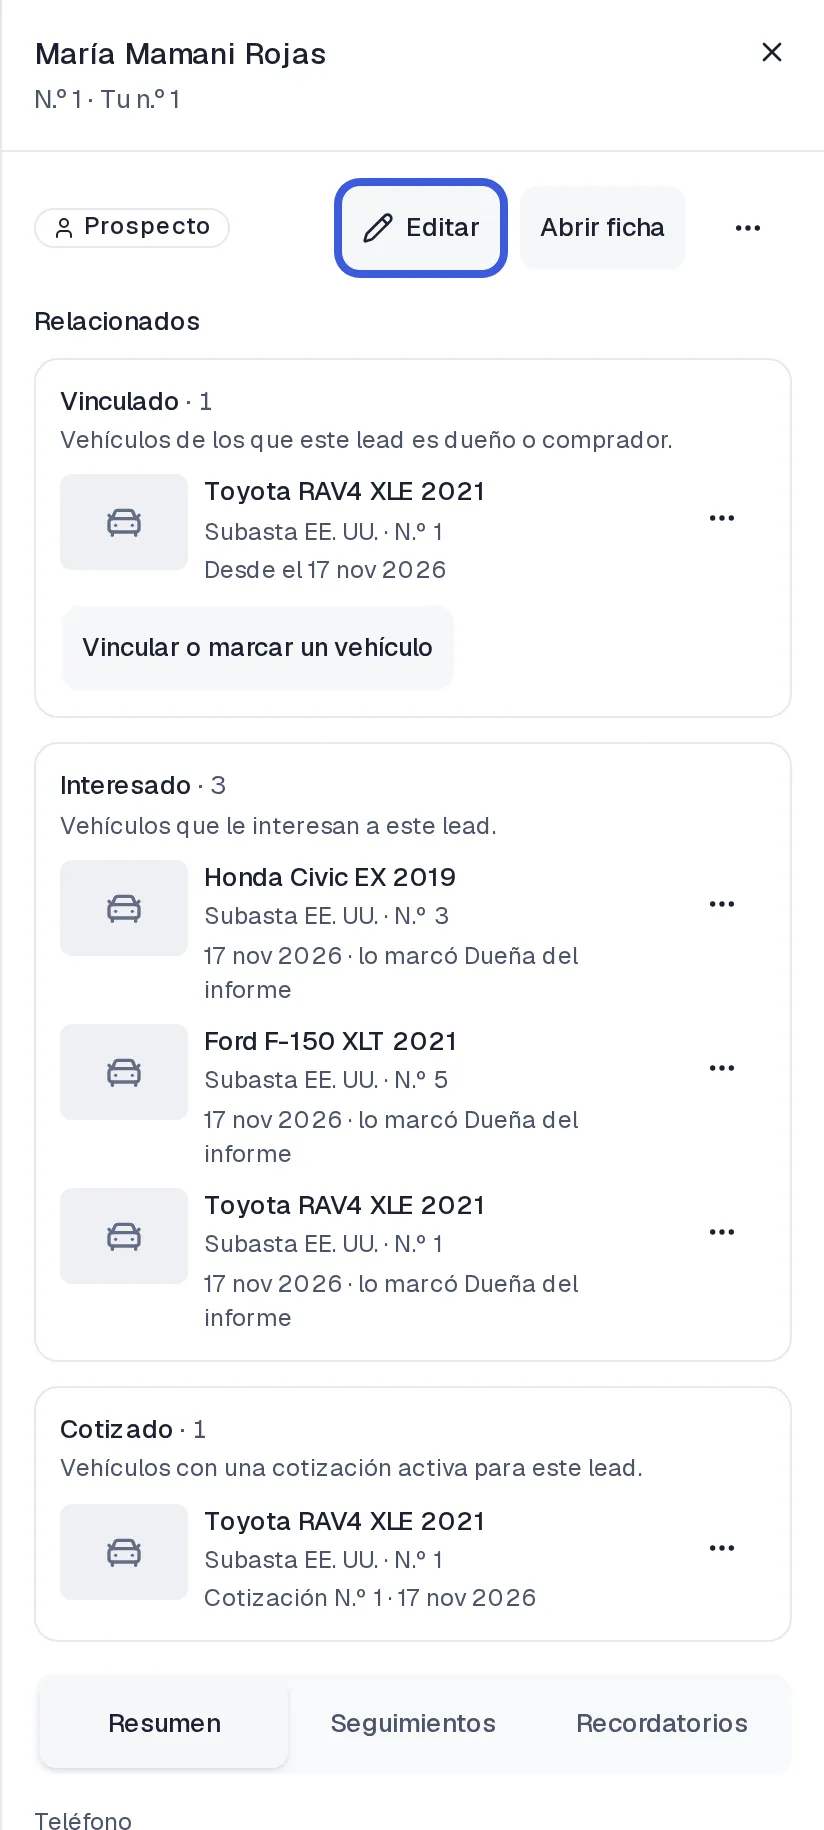 María Mamani Rojas
N.º 1 · Tu n.º 1
Prospecto
Editar
Abrir ficha
Relacionados
Vinculado · 1
Vehículos de los que este lead es dueño o comprador.
Toyota RAV4 XLE 2021
Subasta EE. UU. · N.º 1
Desde el 17 nov 2026
Vincular o marcar un vehículo
Interesado · 3
Vehículos que le interesan a este lead.
Honda Civic EX 2019
Subasta EE. UU. · N.º 3
17 nov 2026 · lo marcó Dueña del
informe
Ford F-150 XLT 2021
Subasta EE. UU. · N.º 5
17 nov 2026 · lo marcó Dueña del
informe
Toyota RAV4 XLE 2021
Subasta EE. UU. · N.º 1
17 nov 2026 · lo marcó Dueña del
informe
Cotizado · 1
Vehículos con una cotización activa para este lead.
Toyota RAV4 XLE 2021
Subasta EE. UU. · N.º 1
Cotización N.º 1 · 17 nov 2026
Resumen
Seguimientos
Recordatorios
Teléfono